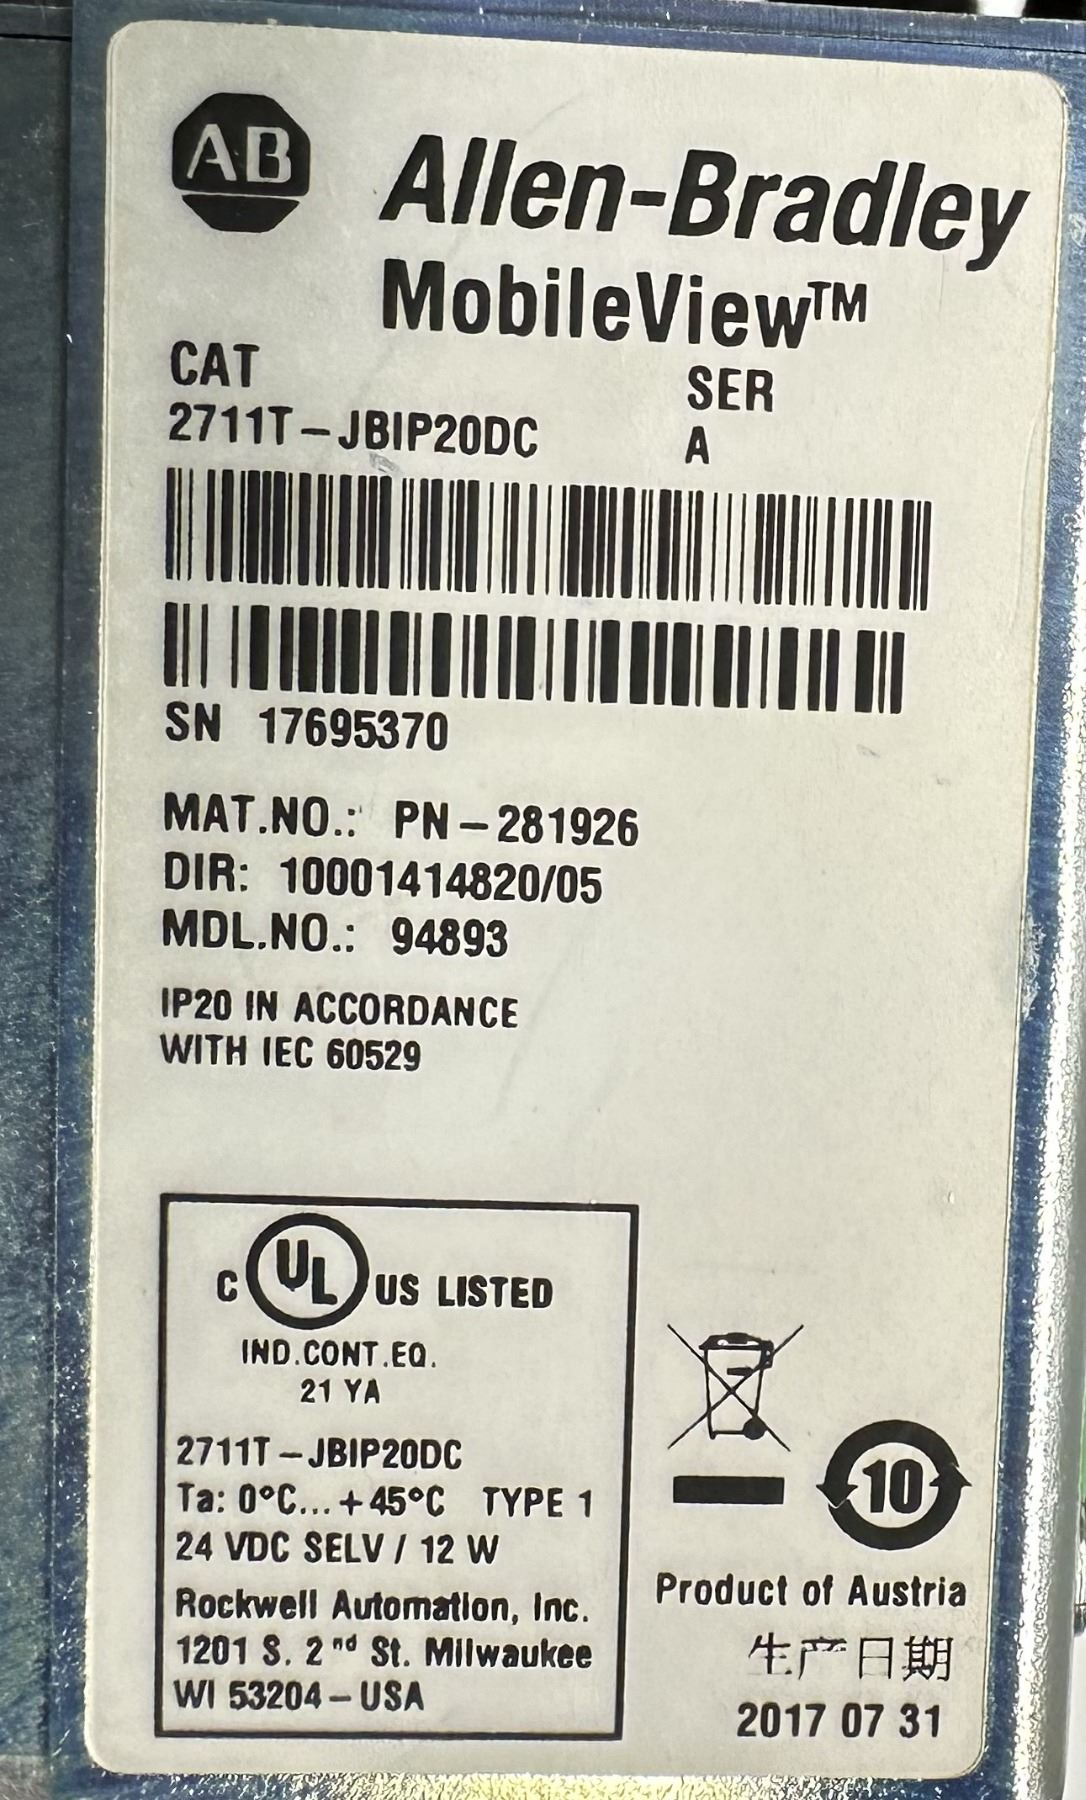 AB
Allen-Bradley
MobileView™
CAT
SER
2711T–JBIP20DC
A
SN 17695370
MAT.NO.: PN–281926
DIR: 10001414820/05
MDL.NO.: 94893
IP20 IN ACCORDANCE
WITH IEC 60529
C UL US LISTED
IND.CONT.EQ.
21 YA
2711T–JBIP20DC
Ta: 0°C...+45°C TYPE 1
24 VDC SELV / 12 W
Rockwell Automation, Inc.
1201 S. 2nd St. Milwaukee
WI 53204–USA
10
Product of Austria
生产日期
2017 07 31